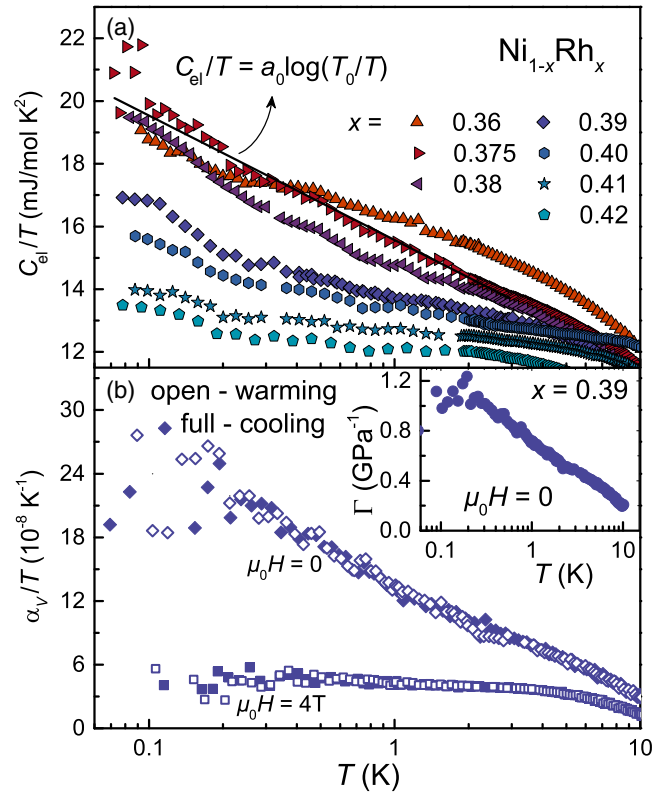 (a)
C_el/T = a_0log(T_0/T)
Ni_{1-x}Rh_x
x =
0.36
0.39
0.375
0.40
0.38
0.41
0.42
22
20
18
16
14
12
C_el/T (mJ/mol K^2)
(b) open - warming
full - cooling
μ_0H = 0
μ_0H = 4T
30
24
18
12
6
0
α_V/T (10^{-8} K^{-1})
0.1
1
10
T (K)
x = 0.39
μ_0H = 0
1.2
0.8
0.4
0.0
Γ (GPa^{-1})
0.1
1
10
T (K)